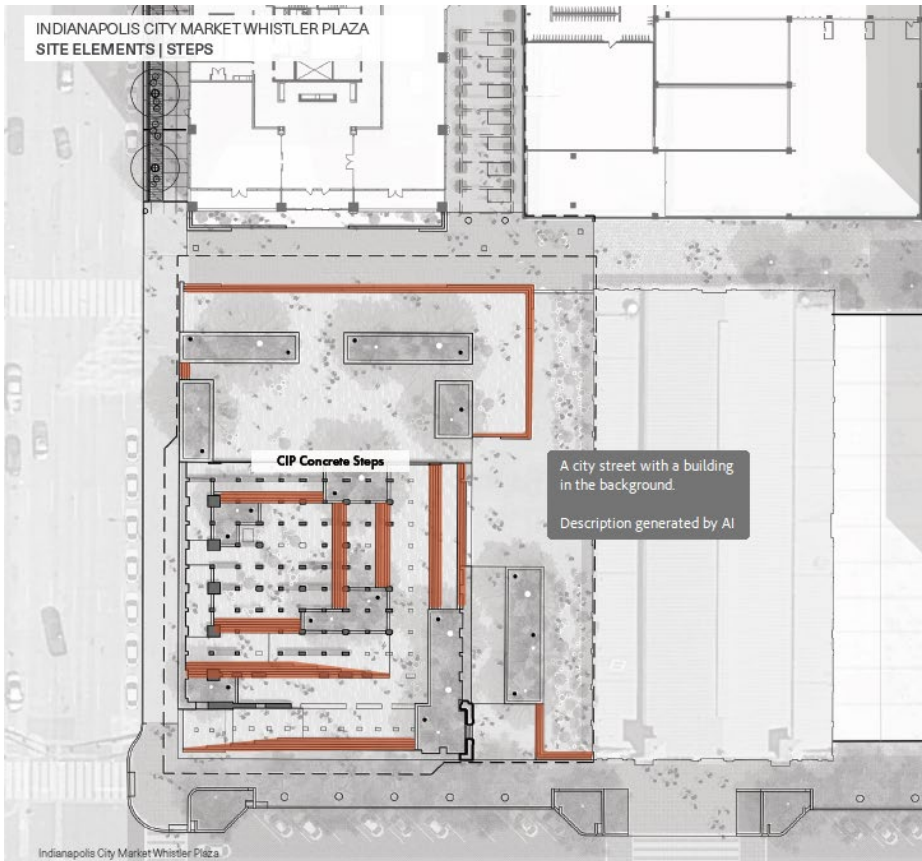 INDIANAPOLIS CITY MARKET WHISTLER PLAZA
SITE ELEMENTS | STEPS
CIP Concrete Steps
A city street with a building
in the background.
Description generated by AI
Indianapolis City Market Whistler Plaza